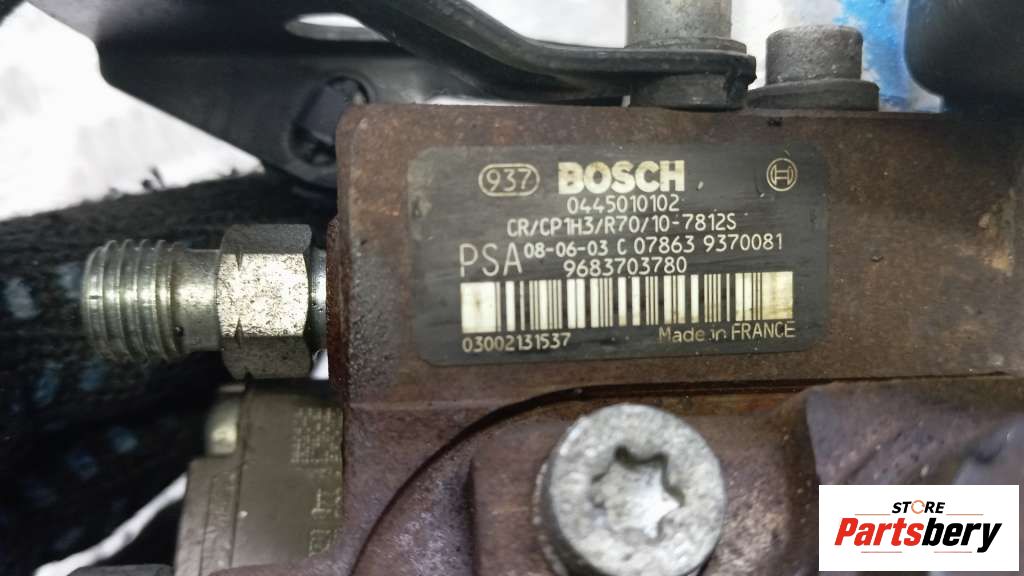 937 BOSCH
0445010102
CR/CP1H3/R70/10-7812S
PSA 08-06-03 C 07863 9370081
9683703780
03002131537 Made in FRANCE
STORE
Partsbery